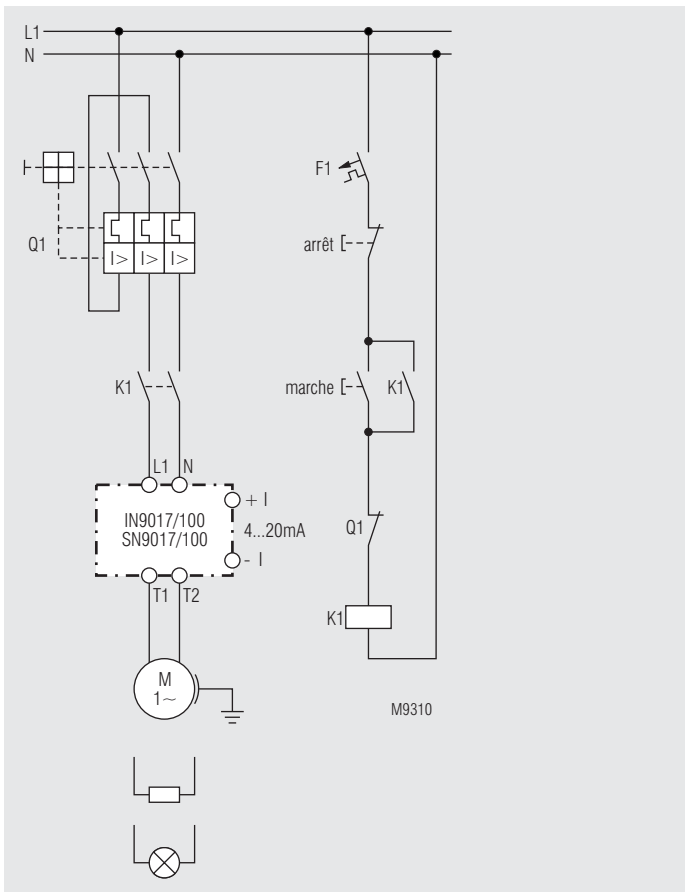 L1
N
Q1
I>
I>
I>
K1
L1
N
IN9017/100
SN9017/100
+ I
4...20mA
- I
T1
T2
M
1~
F1
arrêt
marche
K1
Q1
K1
M9310